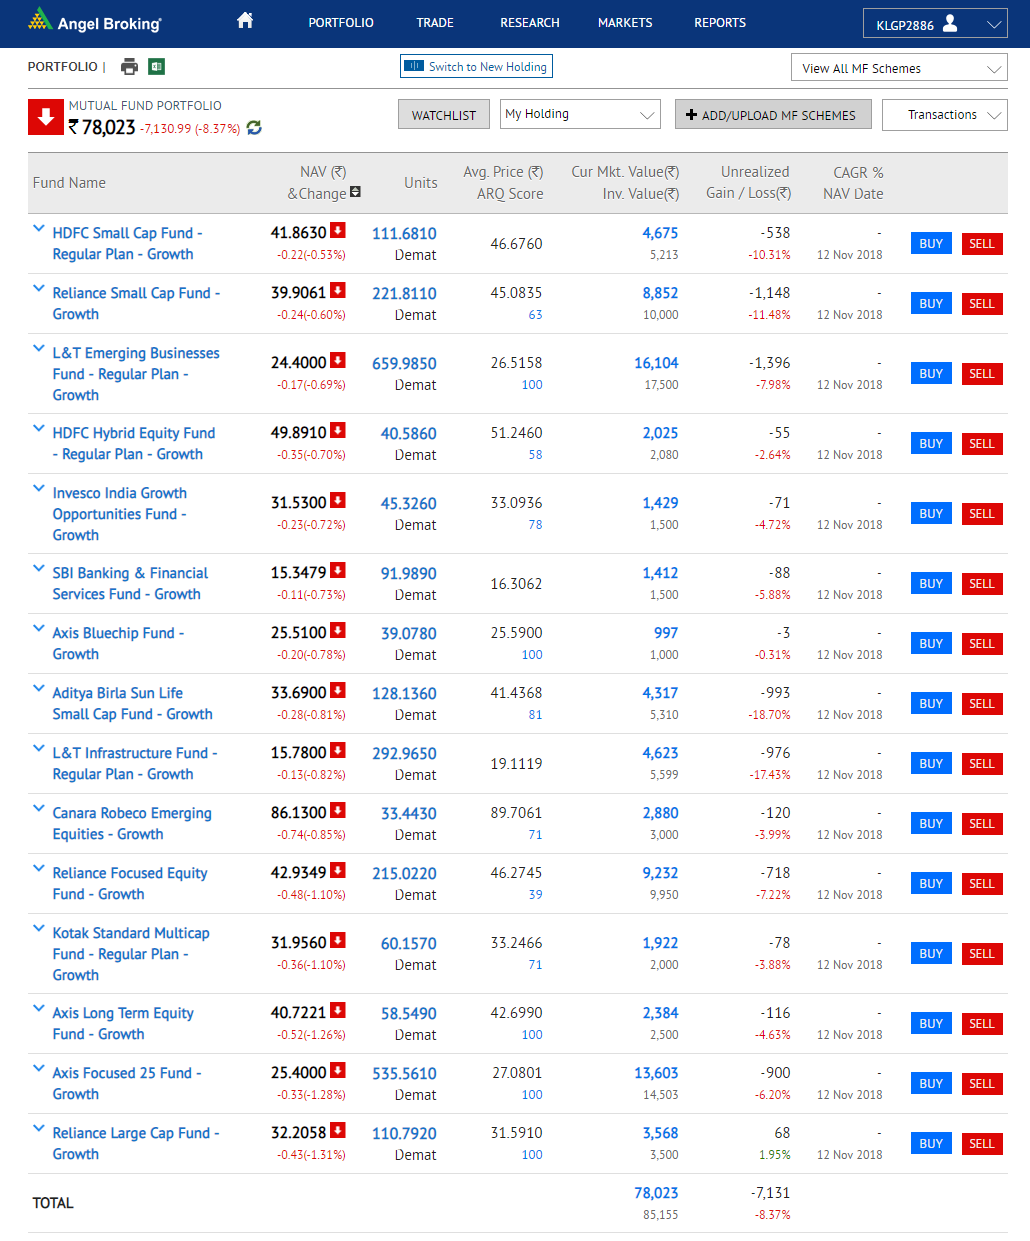 Angel Broking
PORTFOLIO TRADE RESEARCH MARKETS REPORTS KLGP2886
PORTFOLIO | Switch to New Holding View All MF Schemes
MUTUAL FUND PORTFOLIO
₹ 78,023 -7,130.99 (-8.37%)
WATCHLIST My Holding ADD/UPLOAD MF SCHEMES Transactions
Fund Name NAV (₹) Units Avg. Price (₹) Cur Mkt. Value(₹) Unrealized CAGR %
&Change ARQ Score Inv. Value(₹) Gain / Loss(₹) NAV Date
HDFC Small Cap Fund - 41.8630 111.6810 46.6760 4,675 -538 - BUY SELL
Regular Plan - Growth -0.22(-0.53%) Demat 5,213 -10.31% 12 Nov 2018
Reliance Small Cap Fund - 39.9061 221.8110 45.0835 8,852 -1,148 - BUY SELL
Growth -0.24(-0.60%) Demat 63 10,000 -11.48% 12 Nov 2018
L&T Emerging Businesses
Fund - Regular Plan - 24.4000 659.9850 26.5158 16,104 -1,396 - BUY SELL
Growth -0.17(-0.69%) Demat 100 17,500 -7.98% 12 Nov 2018
HDFC Hybrid Equity Fund 49.8910 40.5860 51.2460 2,025 -55 - BUY SELL
- Regular Plan - Growth -0.35(-0.70%) Demat 58 2,080 -2.64% 12 Nov 2018
Invesco India Growth
Opportunities Fund - 31.5300 45.3260 33.0936 1,429 -71 - BUY SELL
Growth -0.23(-0.72%) Demat 78 1,500 -4.72% 12 Nov 2018
SBI Banking & Financial 15.3479 91.9890 16.3062 1,412 -88 - BUY SELL
Services Fund - Growth -0.11(-0.73%) Demat 1,500 -5.88% 12 Nov 2018
Axis Bluechip Fund - 25.5100 39.0780 25.5900 997 -3 - BUY SELL
Growth -0.20(-0.78%) Demat 100 1,000 -0.31% 12 Nov 2018
Aditya Birla Sun Life 33.6900 128.1360 41.4368 4,317 -993 - BUY SELL
Small Cap Fund - Growth -0.28(-0.81%) Demat 81 5,310 -18.70% 12 Nov 2018
L&T Infrastructure Fund - 15.7800 292.9650 19.1119 4,623 -976 - BUY SELL
Regular Plan - Growth -0.13(-0.82%) Demat 5,599 -17.43% 12 Nov 2018
Canara Robeco Emerging 86.1300 33.4430 89.7061 2,880 -120 - BUY SELL
Equities - Growth -0.74(-0.85%) Demat 71 3,000 -3.99% 12 Nov 2018
Reliance Focused Equity 42.9349 215.0220 46.2745 9,232 -718 - BUY SELL
Fund - Growth -0.48(-1.10%) Demat 39 9,950 -7.22% 12 Nov 2018
Kotak Standard Multicap
Fund - Regular Plan - 31.9560 60.1570 33.2466 1,922 -78 - BUY SELL
Growth -0.36(-1.10%) Demat 71 2,000 -3.88% 12 Nov 2018
Axis Long Term Equity 40.7221 58.5490 42.6990 2,384 -116 - BUY SELL
Fund - Growth -0.52(-1.26%) Demat 100 2,500 -4.63% 12 Nov 2018
Axis Focused 25 Fund - 25.4000 535.5610 27.0801 13,603 -900 - BUY SELL
Growth -0.33(-1.28%) Demat 100 14,503 -6.20% 12 Nov 2018
Reliance Large Cap Fund - 32.2058 110.7920 31.5910 3,568 68 - BUY SELL
Growth -0.43(-1.31%) Demat 100 3,500 1.95% 12 Nov 2018
TOTAL 78,023 -7,131
85,155 -8.37%